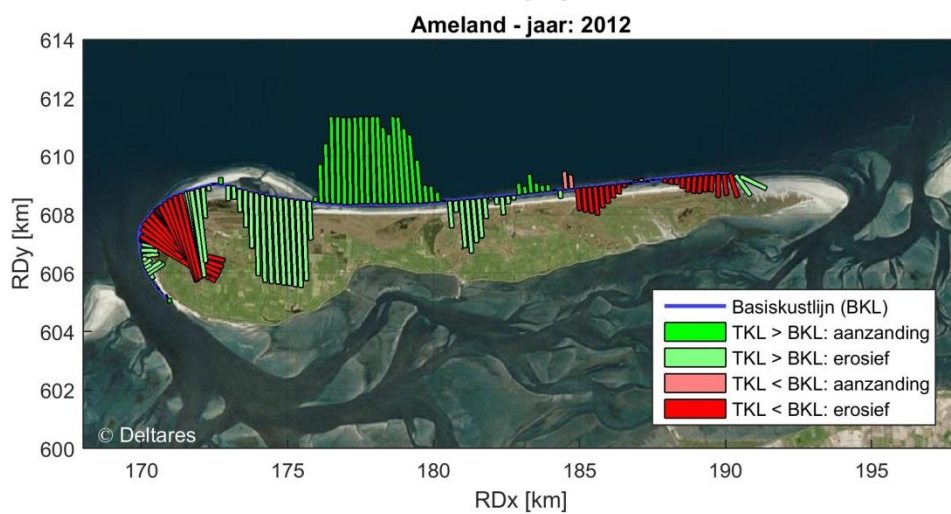 Ameland - jaar: 2012
614
612
610
608
606
604
602
600
RDy [km]
170
175
180
185
190
195
RDx [km]
Basiskustlijn (BKL)
TKL > BKL: aanzanding
TKL > BKL: erosief
TKL < BKL: aanzanding
TKL < BKL: erosief
© Deltares